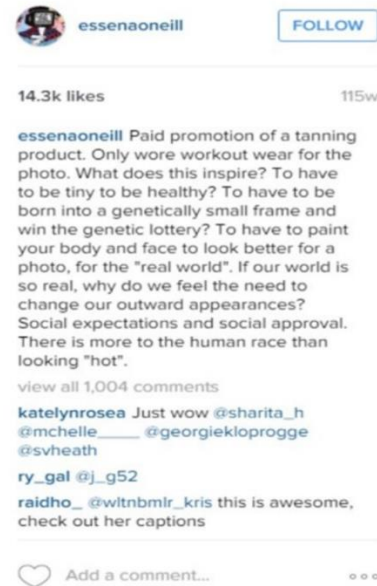 essenaoneill
FOLLOW
14.3k likes
115w
essenaoneill Paid promotion of a tanning
product. Only wore workout wear for the
photo. What does this inspire? To have
to be tiny to be healthy? To have to be
born into a genetically small frame and
win the genetic lottery? To have to paint
your body and face to look better for a
photo, for the "real world". If our world is
so real, why do we feel the need to
change our outward appearances?
Social expectations and social approval.
There is more to the human race than
looking "hot".
view all 1,004 comments
katelynrosea Just wow @sharita_h
@mchelle____ @georgiekloprogge
@svheath
ry_gal @j_g52
raidho_ @wltnbmlr_kris this is awesome,
check out her captions
Add a comment...